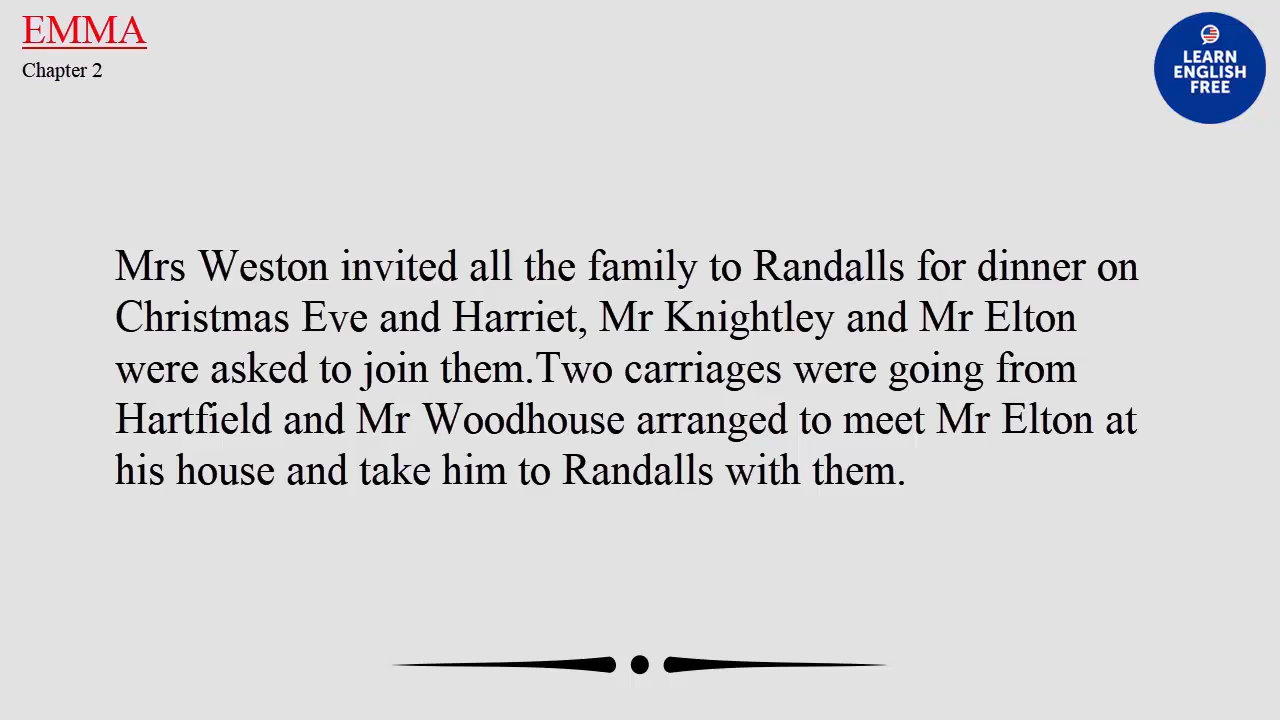 EMMA
Chapter 2
LEARN
ENGLISH
FREE
Mrs Weston invited all the family to Randalls for dinner on
Christmas Eve and Harriet, Mr Knightley and Mr Elton
were asked to join them.Two carriages were going from
Hartfield and Mr Woodhouse arranged to meet Mr Elton at
his house and take him to Randalls with them.